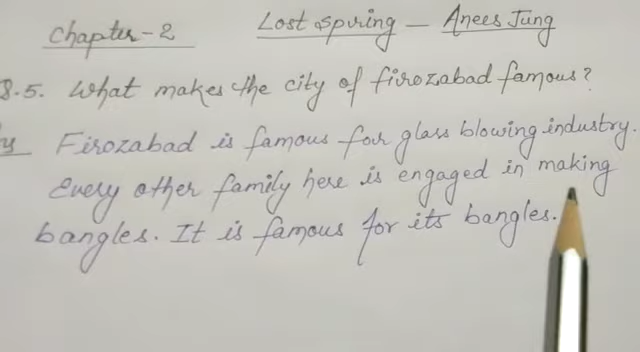 Chapter-2 Lost spring - Anees Jung
Q.5. What makes the city of firozabad famous?
Firozabad is famous for glass blowing industry.
Every other family here is engaged in making
bangles. It is famous for its bangles.